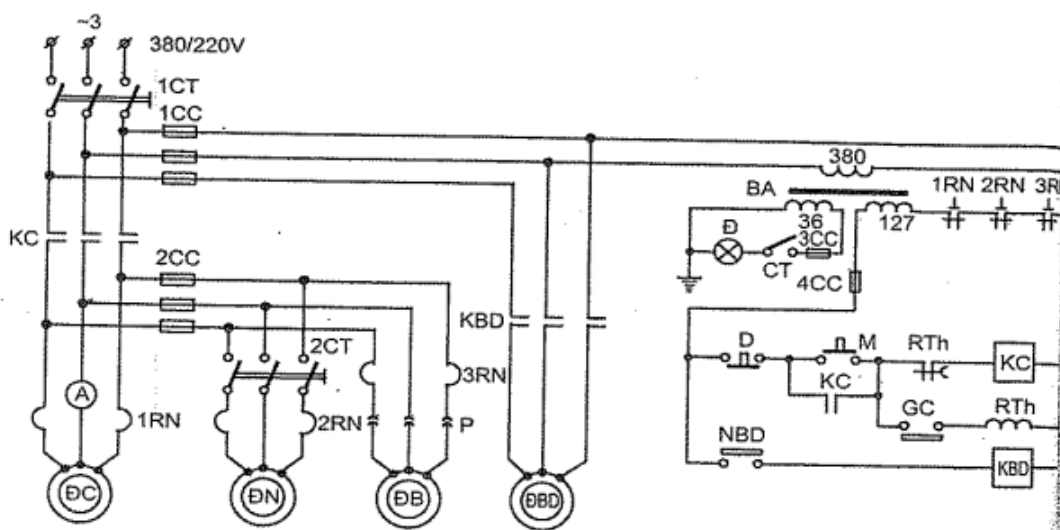 ~3
380/220V
1CT
1CC
380
BA
1RN 2RN
36
127
KC
Đ
3CC
CT
2CC
4CC
KBD
2CT
D
M
RTh
KC
3RN
A
KC
1RN
2RN
P
GC
RTh
NBD
KBD
ĐC
ĐN
ĐB
ĐBD